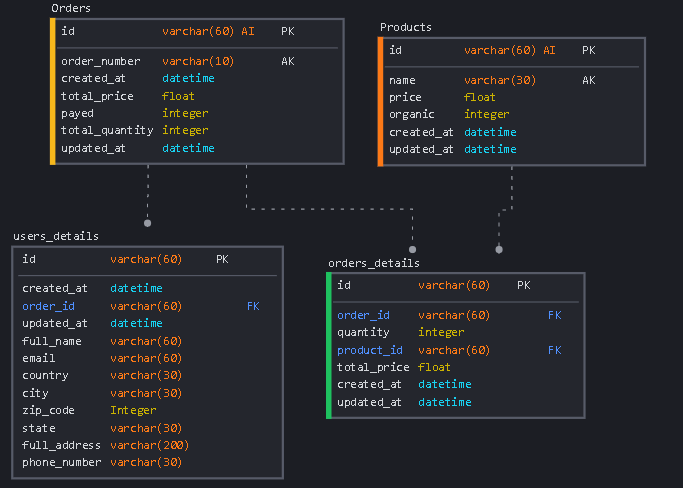 Orders
id varchar(60) AI PK
order_number varchar(10) AK
created_at datetime
total_price float
payed integer
total_quantity integer
updated_at datetime
Products
id varchar(60) AI PK
name varchar(30) AK
price float
organic integer
created_at datetime
updated_at datetime
users_details
id varchar(60) PK
created_at datetime
order_id varchar(60) FK
updated_at datetime
full_name varchar(60)
email varchar(60)
country varchar(30)
city varchar(30)
zip_code Integer
state varchar(30)
full_address varchar(200)
phone_number varchar(30)
orders_details
id varchar(60) PK
order_id varchar(60) FK
quantity integer
product_id varchar(60) FK
total_price float
created_at datetime
updated_at datetime